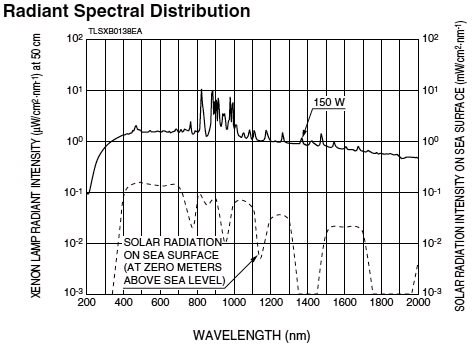 Radiant Spectral Distribution
TLSXB0138EA
XENON LAMP RADIANT INTENSITY (μW/cm²·nm-1) at 50 cm
10²
10¹
10⁰
10-1
10-2
10-3
150 W
SOLAR RADIATION
ON SEA SURFACE
(AT ZERO METERS
ABOVE SEA LEVEL)
10²
10¹
10⁰
10-1
10-2
10-3
SOLAR RADIATION INTENSITY ON SEA SURFACE (mW/cm²·nm-1)
200 400 600 800 1000 1200 1400 1600 1800 2000
WAVELENGTH (nm)